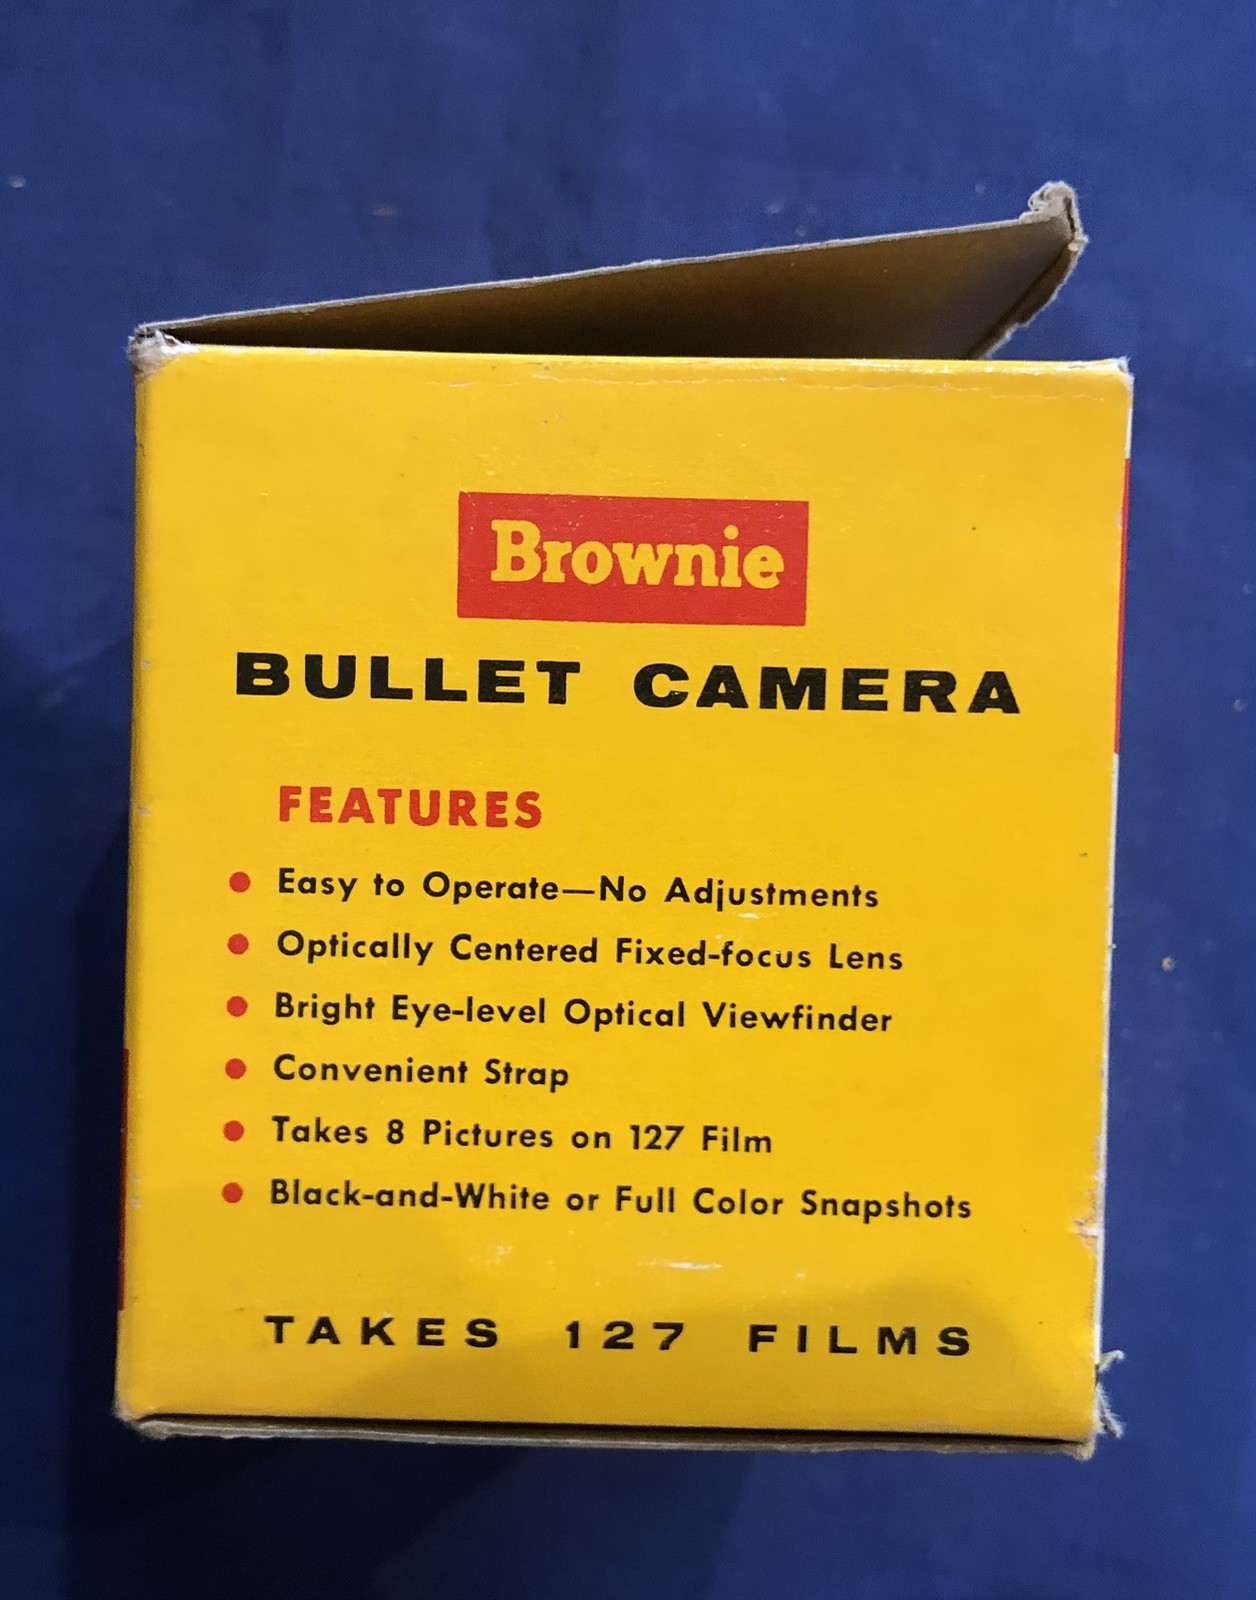 Brownie
BULLET CAMERA
FEATURES
• Easy to Operate—No Adjustments
• Optically Centered Fixed-focus Lens
• Bright Eye-level Optical Viewfinder
• Convenient Strap
• Takes 8 Pictures on 127 Film
• Black-and-White or Full Color Snapshots
TAKES 127 FILMS